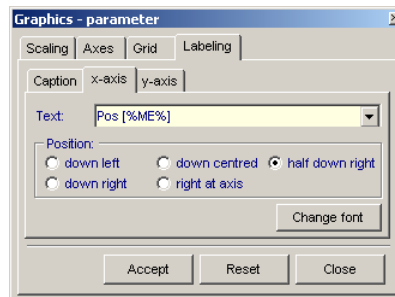 Graphics - parameter
Scaling Axes Grid Labeling
Caption x-axis y-axis
Text: Pos [%ME%]
Position:
down left down centred half down right
down right right at axis
Change font
Accept Reset Close